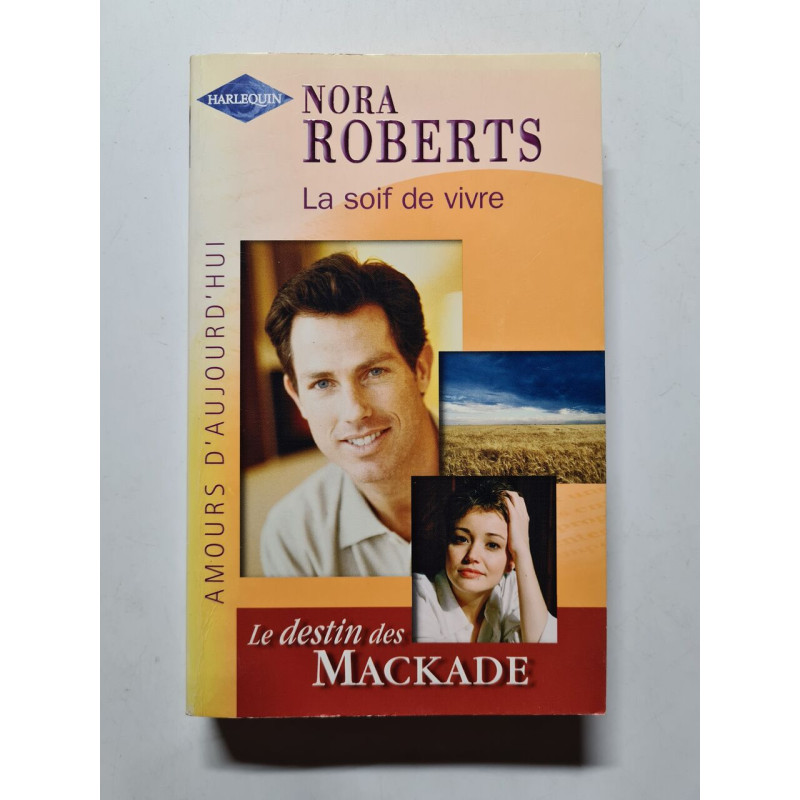 HARLEQUIN
NORA
ROBERTS
La soif de vivre
AMOURS D'AUJOURD'HUI
Le destin des
MACKADE